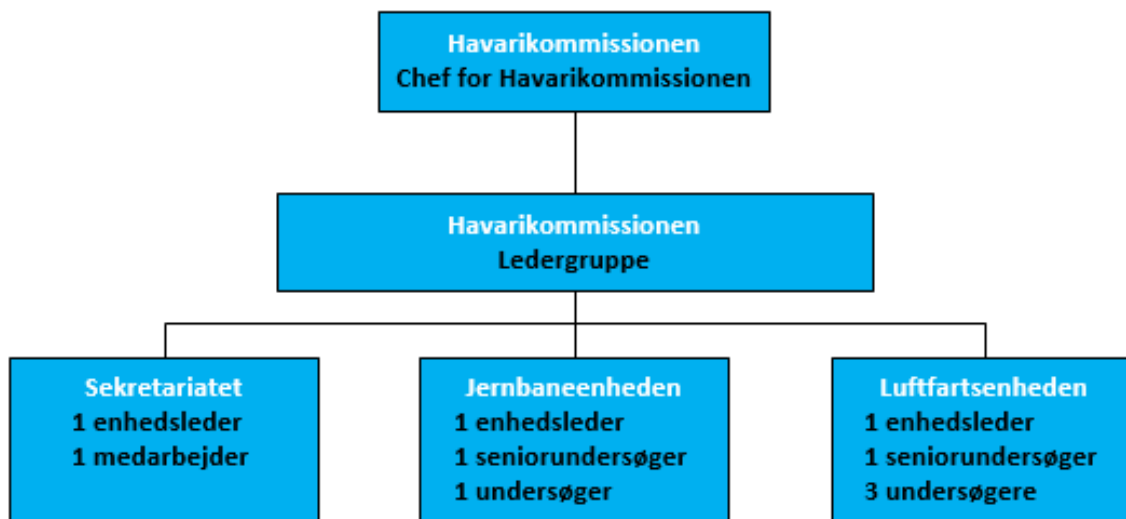 Havarikommissionen
Chef for Havarikommissionen
Havarikommissionen
Ledergruppe
Sekretariatet
1 enhedsleder
1 medarbejder
Jernbaneenheden
1 enhedsleder
1 seniorundersøger
1 undersøger
Luftfartsenheden
1 enhedsleder
1 seniorundersøger
3 undersøgere